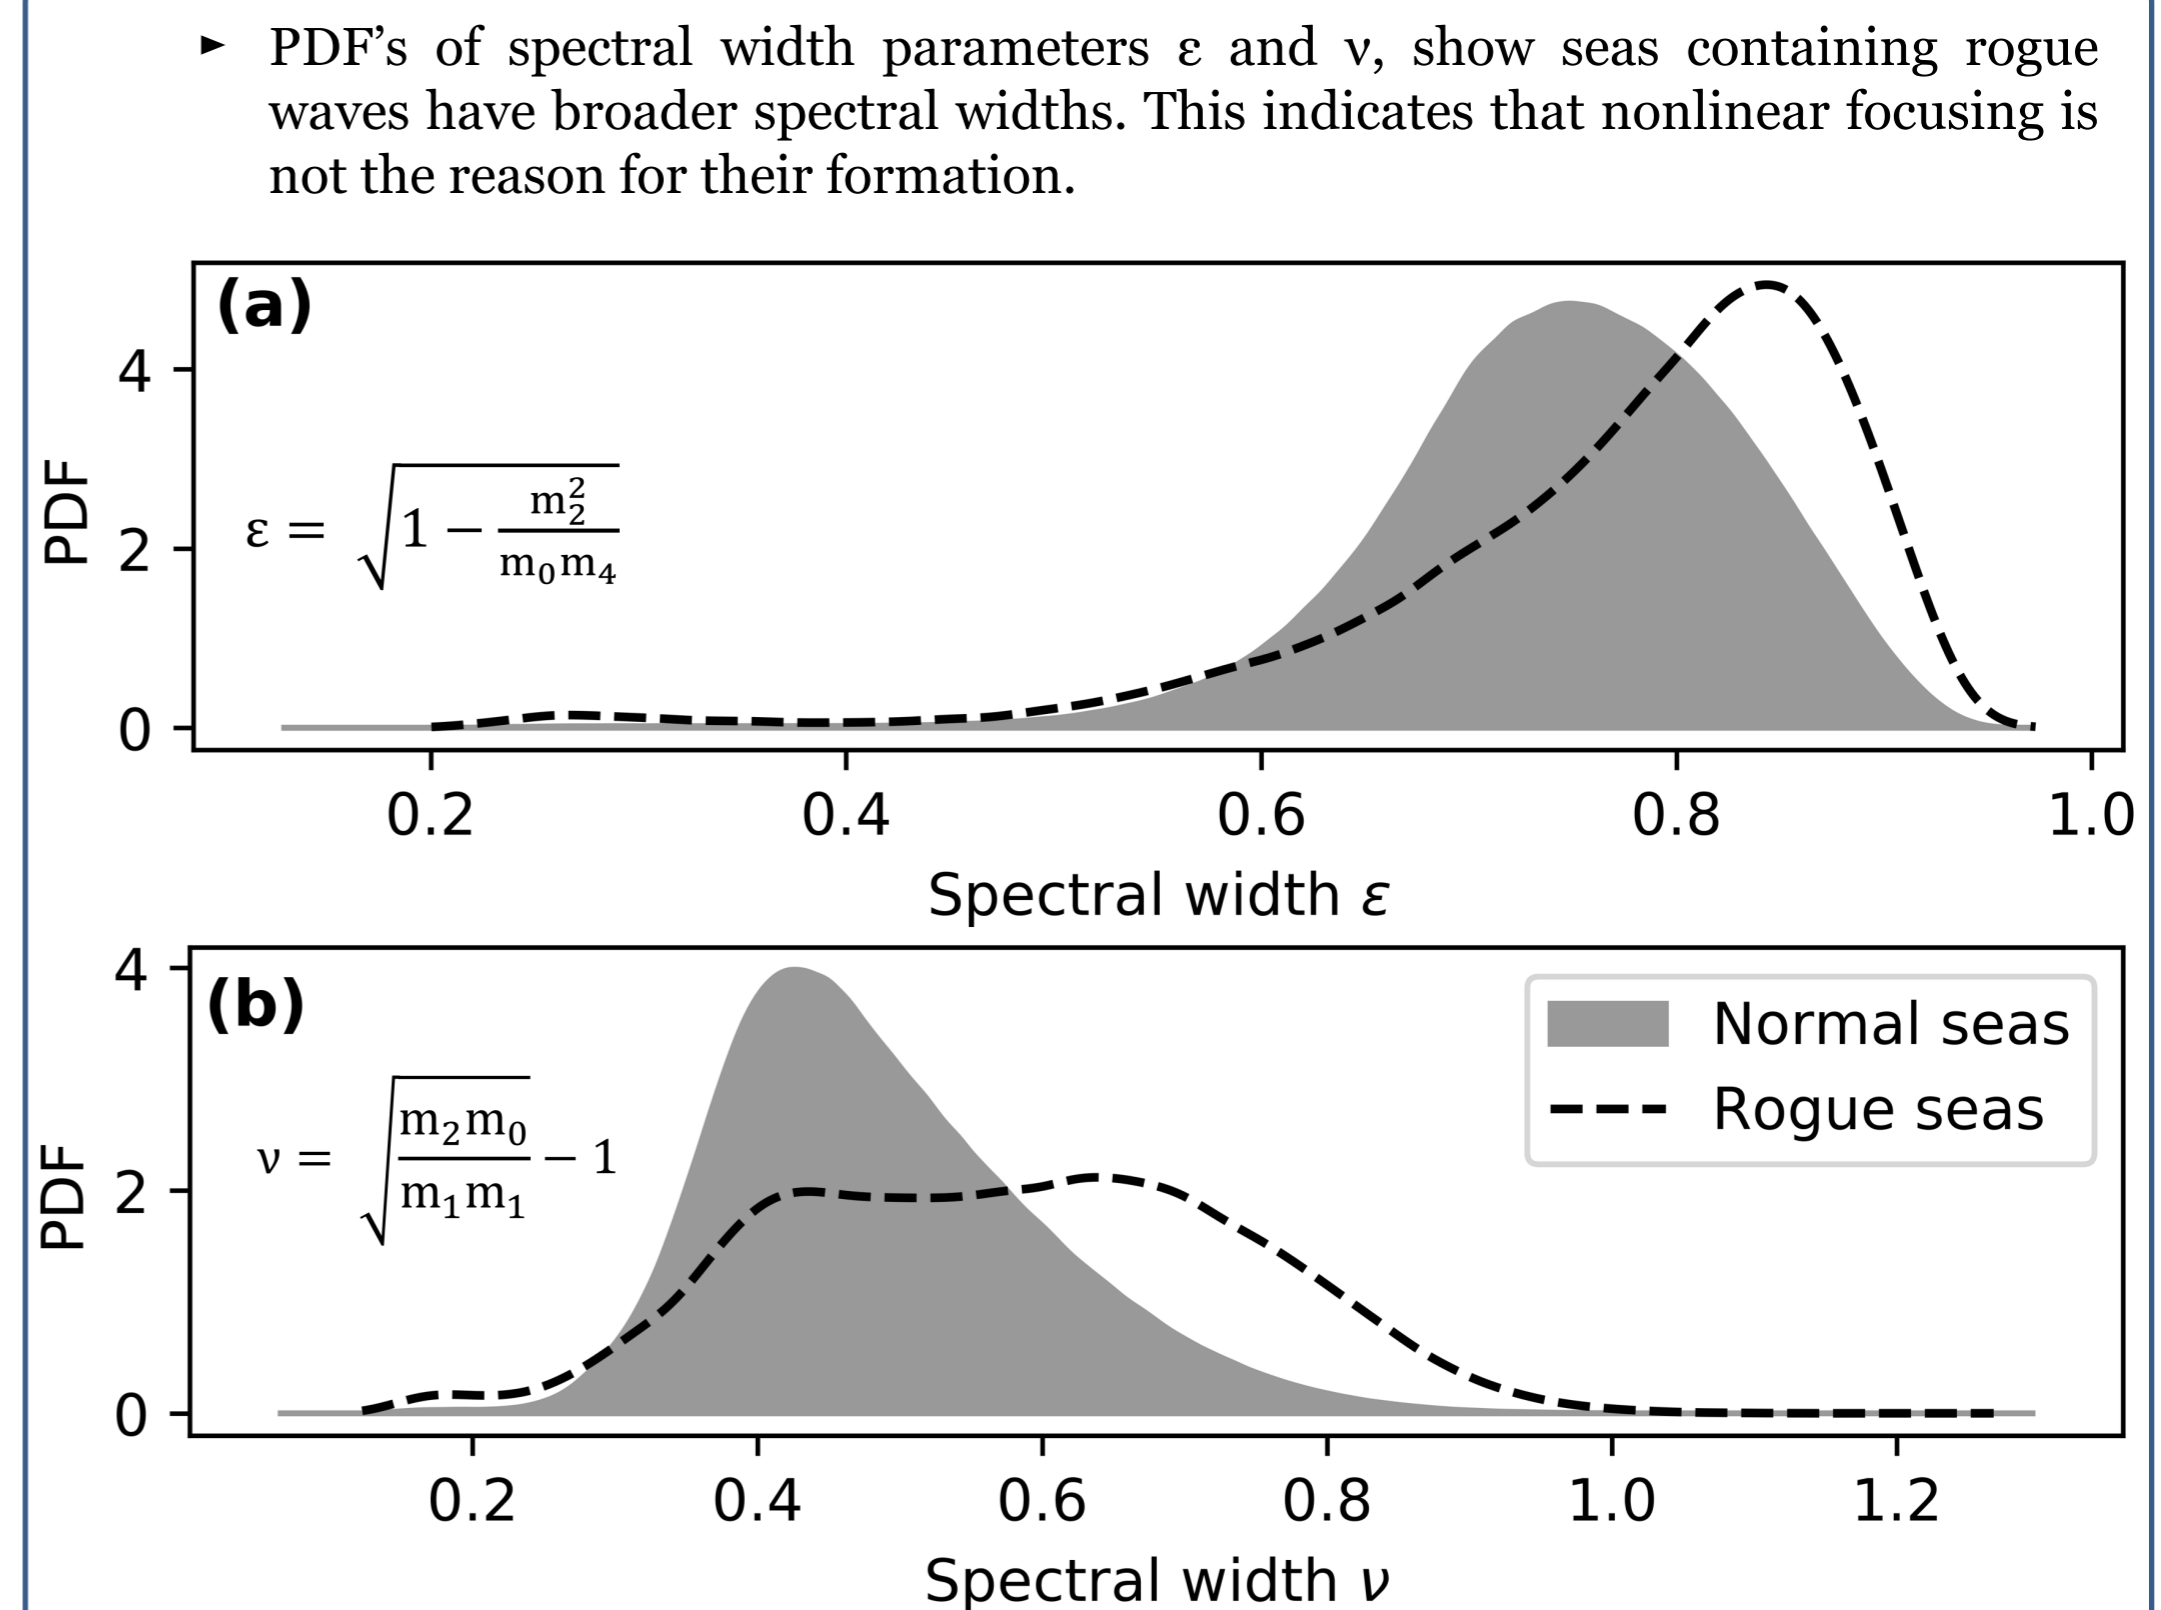 ► PDF’s of spectral width parameters ε and ν, show seas containing rogue
waves have broader spectral widths. This indicates that nonlinear focusing is
not the reason for their formation.
(a)
PDF
4
2
0
ε = √(1 − m₂²/(m₀m₄))
0.2 0.4 0.6 0.8 1.0
Spectral width ε
(b)
PDF
4
2
0
ν = √(m₂m₀/(m₁m₁)) − 1
Normal seas
Rogue seas
0.2 0.4 0.6 0.8 1.0 1.2
Spectral width ν